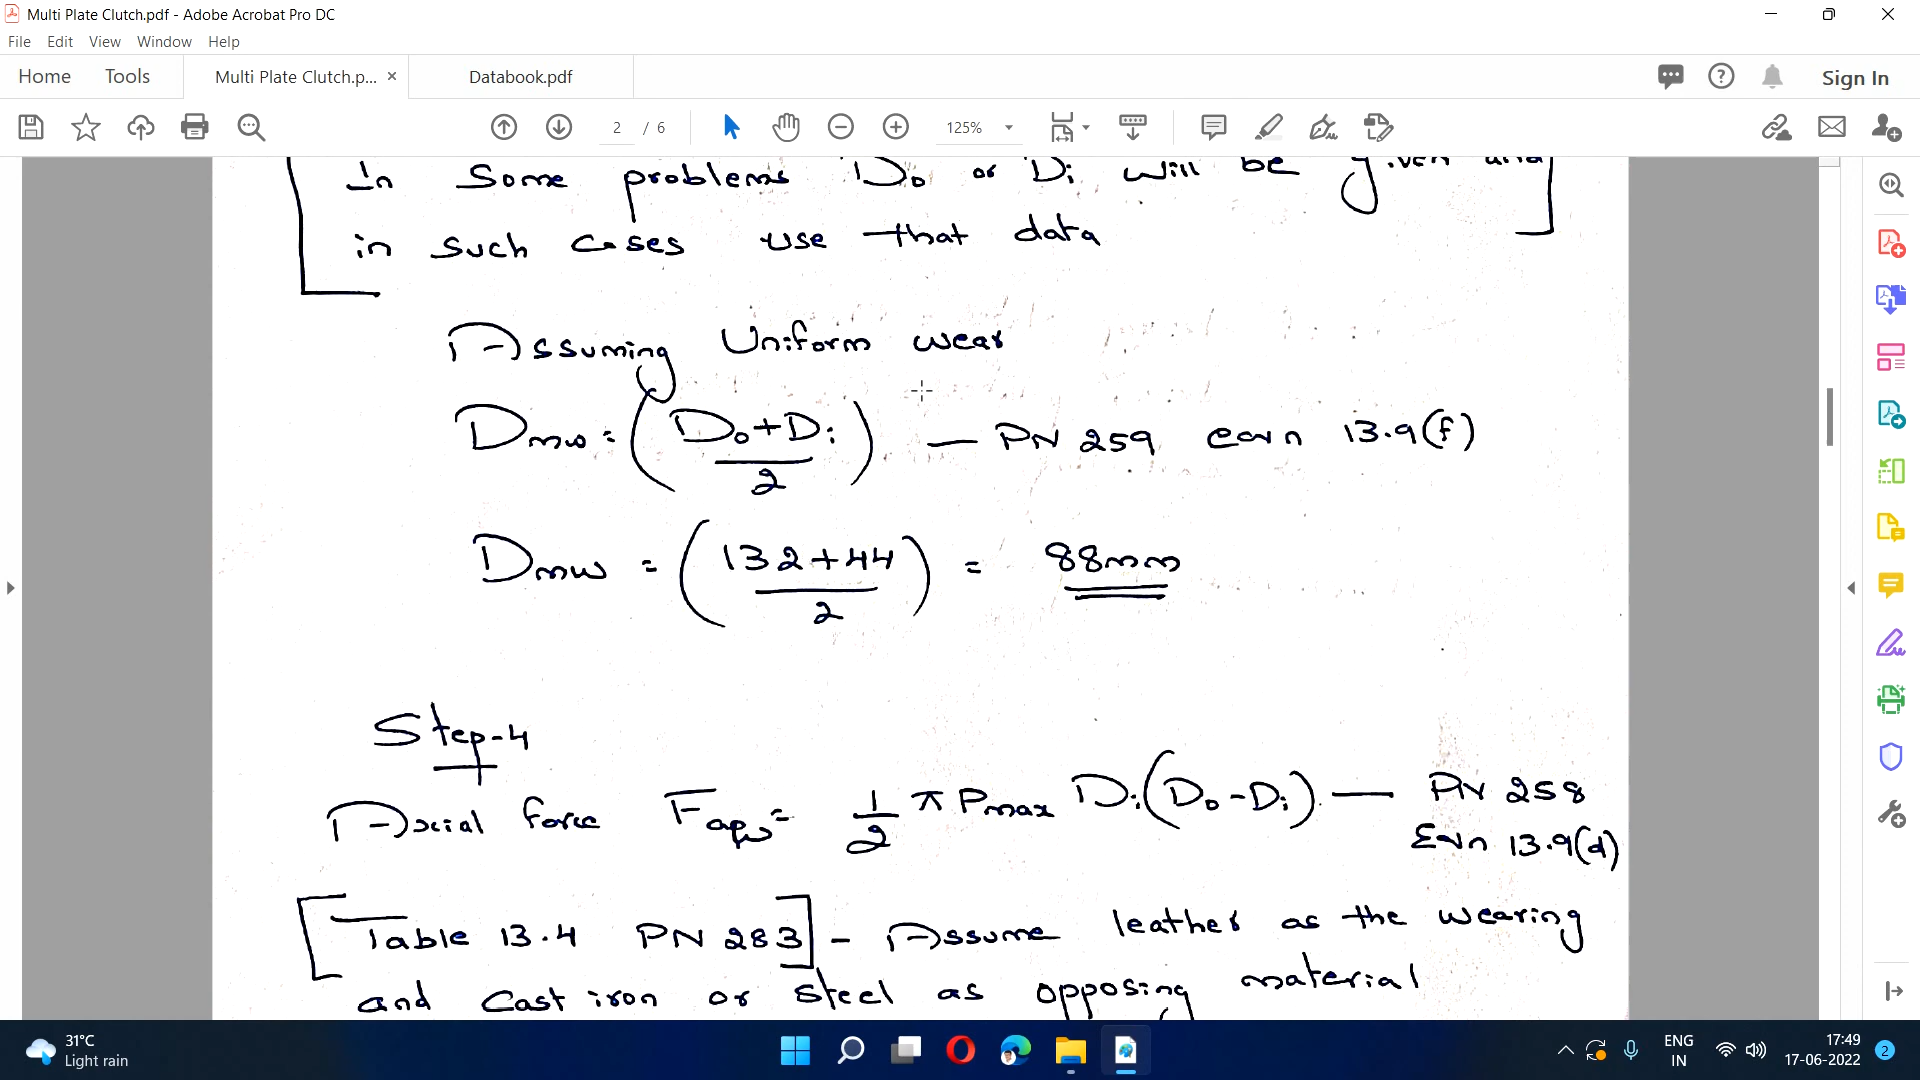 Multi Plate Clutch.pdf - Adobe Acrobat Pro DC
File Edit View Window Help
Home Tools Multi Plate Clutch.p... × Databook.pdf Sign In
2 / 6 125%
In Some problems Do or Di will be given and
in such cases use that data
Assuming Uniform wear
Dmw = (Do+Di / 2) — PN 259 eqn 13.9(f)
Dmw = (132+44 / 2) = 88mm
Step-4
Axial force Fapw = 1/2 π Pmax Di(Do-Di) — PN 258
Eqn 13.9(d)
[Table 13.4 PN 283] - Assume leather as the wearing
and Cast iron or steel as opposing material
31°C
Light rain
ENG
IN
17:49
17-06-2022
2